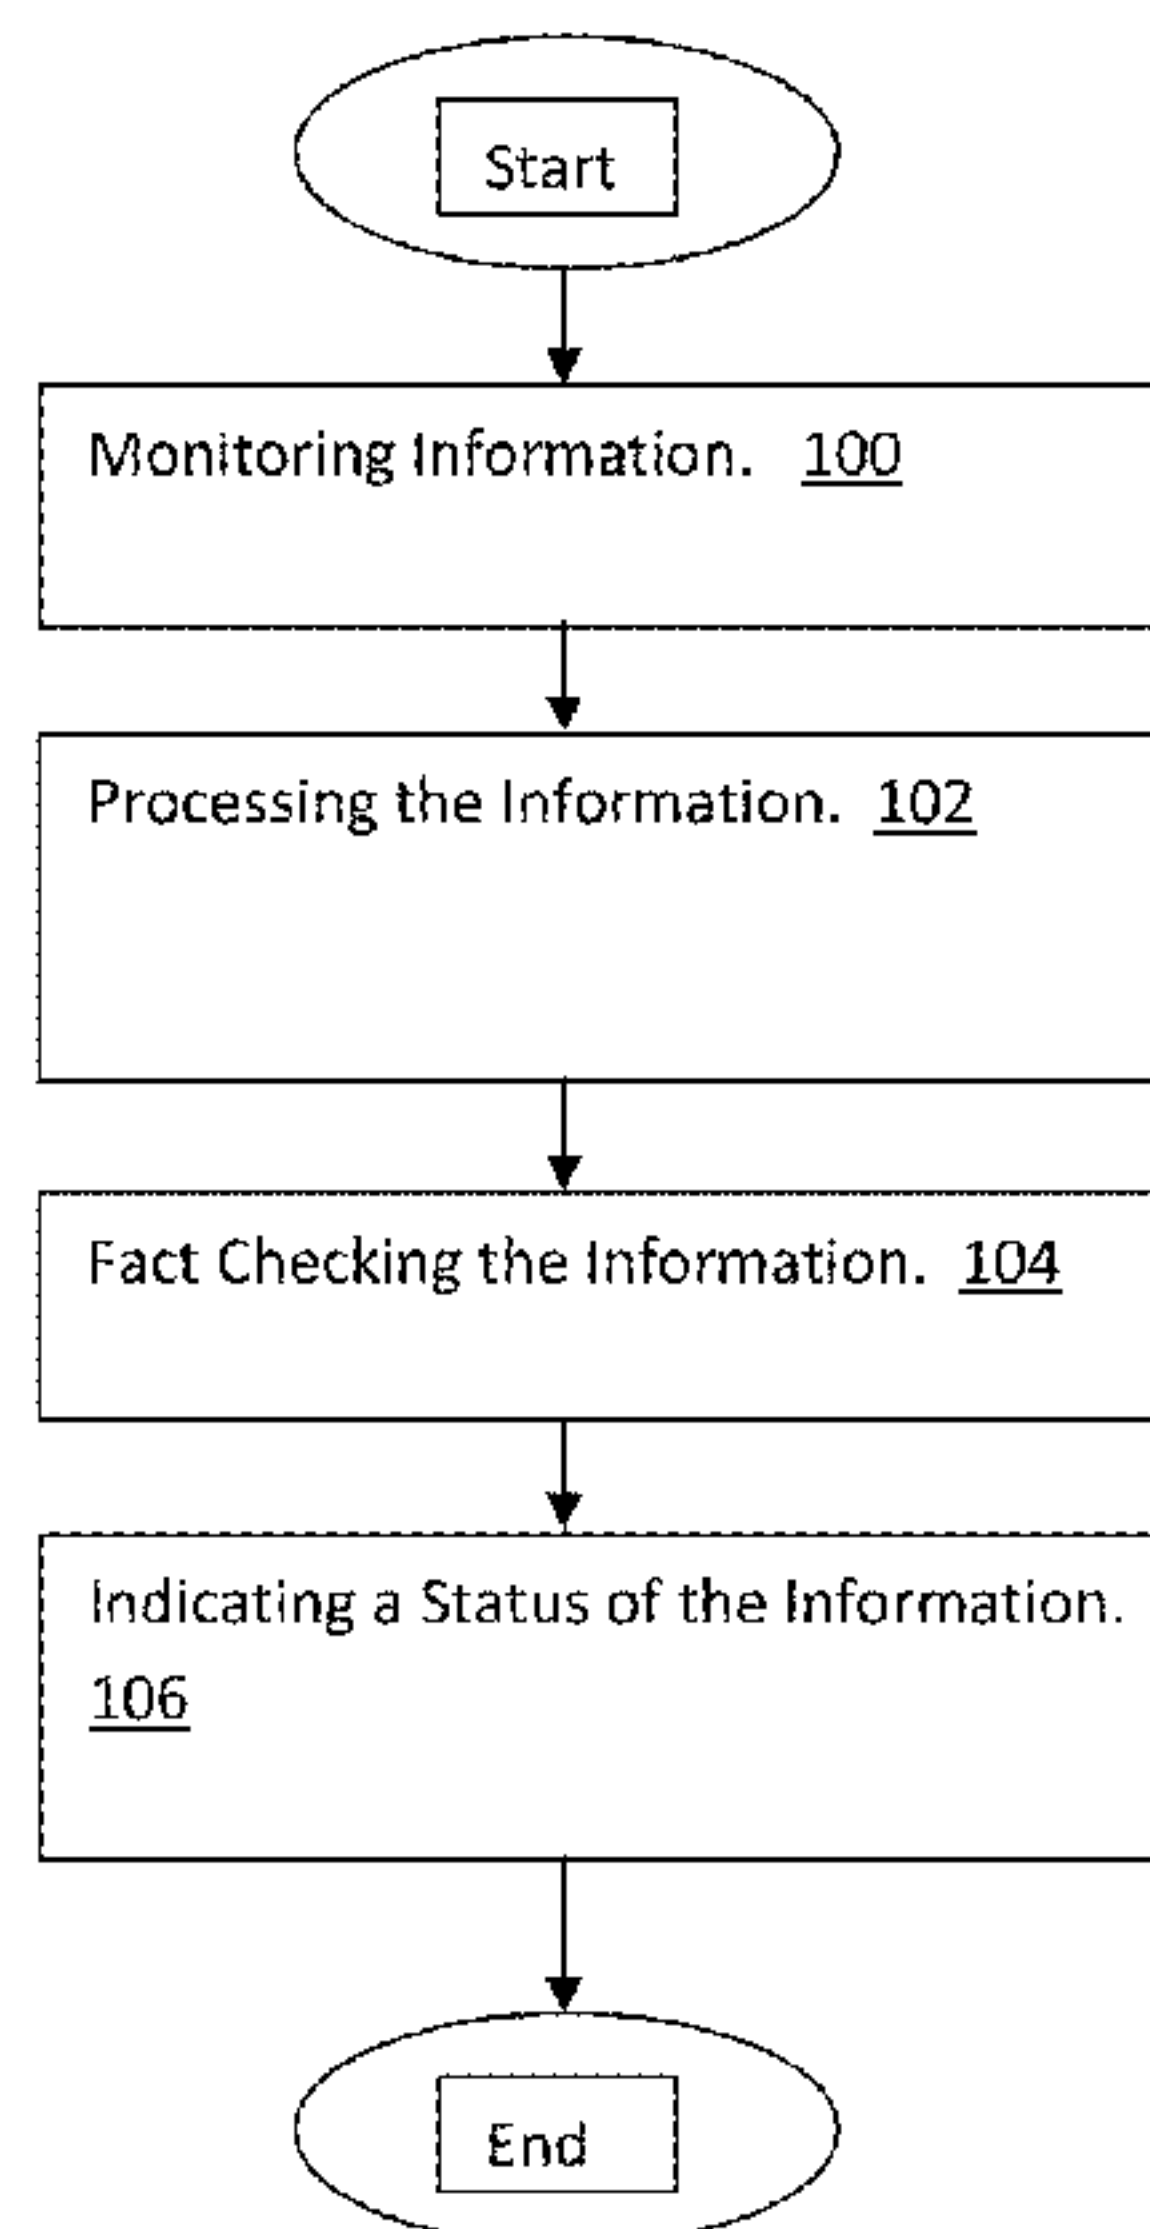 Start
Monitoring Information. 100
Processing the Information. 102
Fact Checking the Information. 104
Indicating a Status of the Information.
106
End